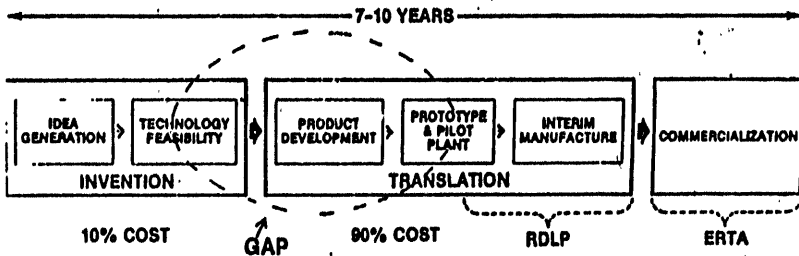 7-10 YEARS
IDEA
GENERATION
TECHNOLOGY
FEASIBILITY
PRODUCT
DEVELOPMENT
PROTOTYPE
& PILOT
PLANT
INTERIM
MANUFACTURE
COMMERCIALIZATION
INVENTION
TRANSLATION
10% COST
GAP
90% COST
RDLP
ERTA